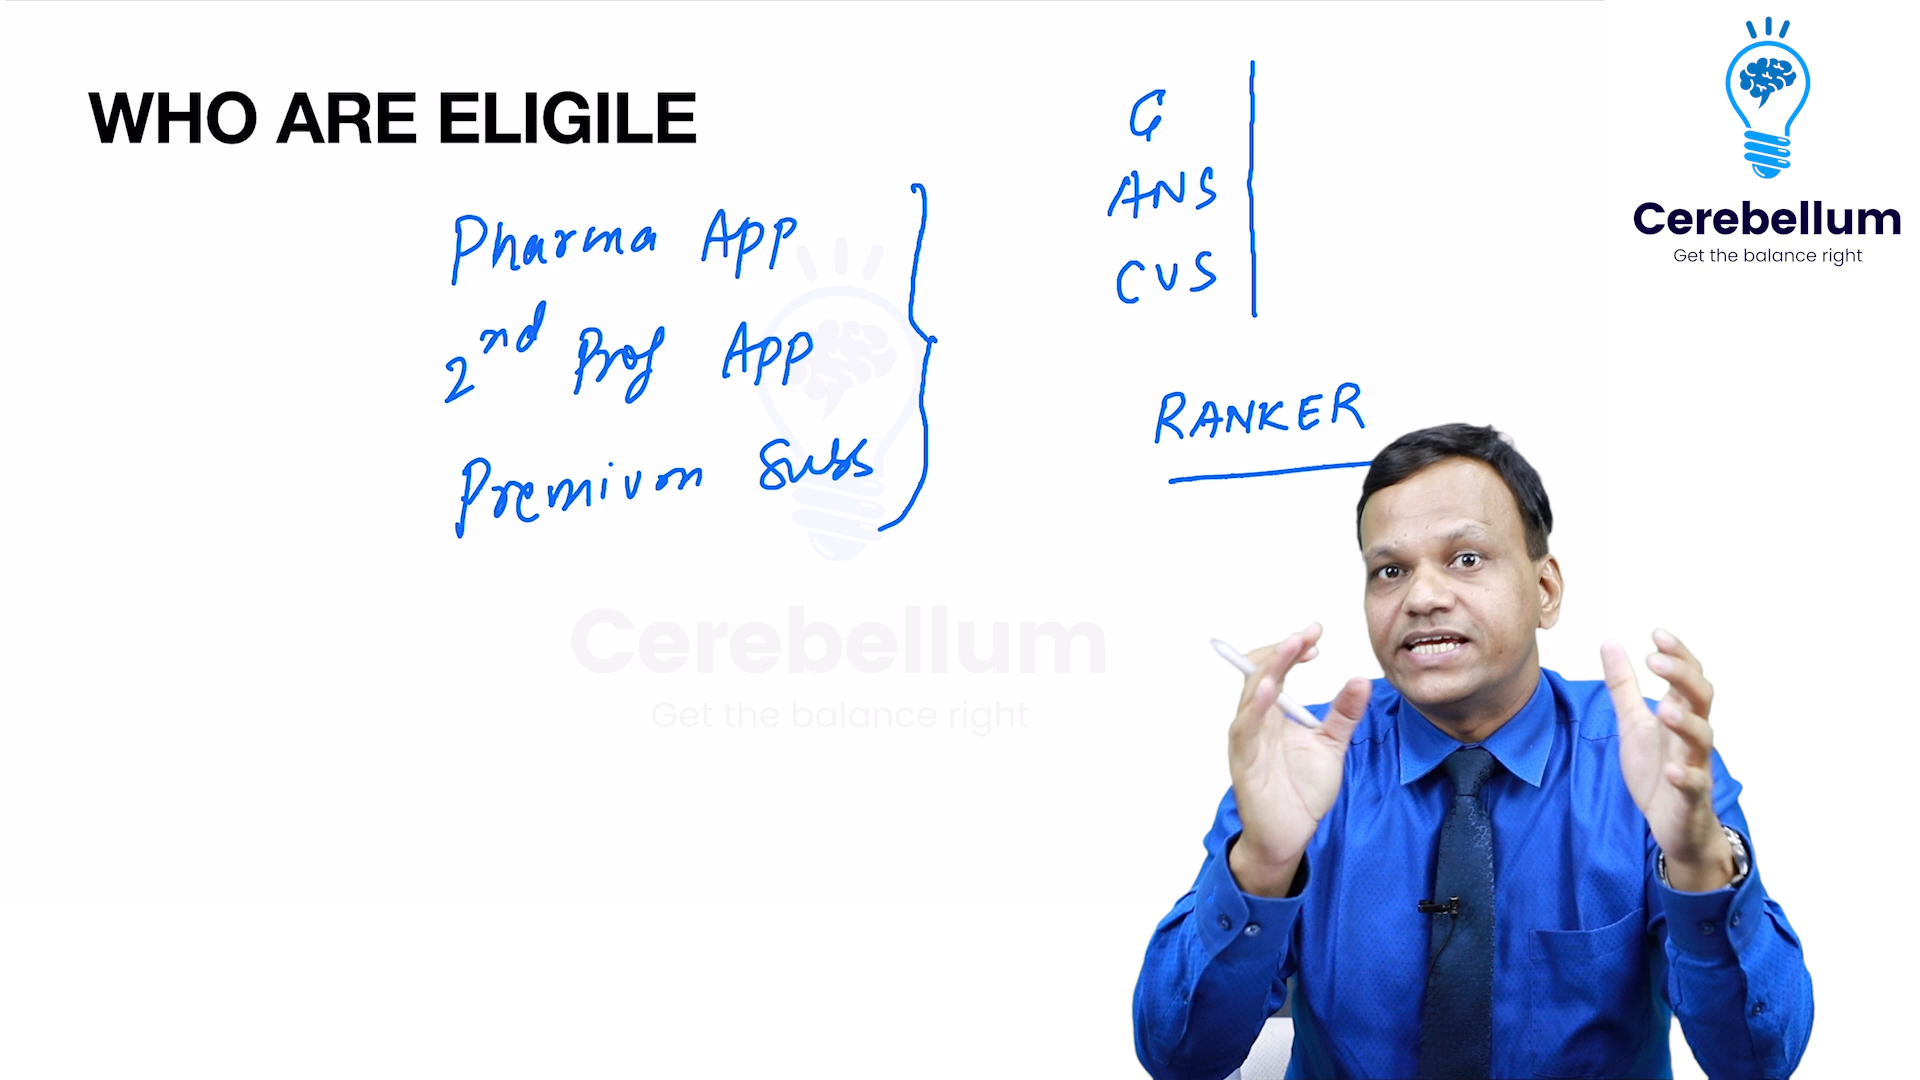 WHO ARE ELIGILE
Pharma App
2nd Prof App
Premium Subs
G
ANS
CVS
RANKER
Cerebellum
Get the balance right
Cerebellum
Get the balance right